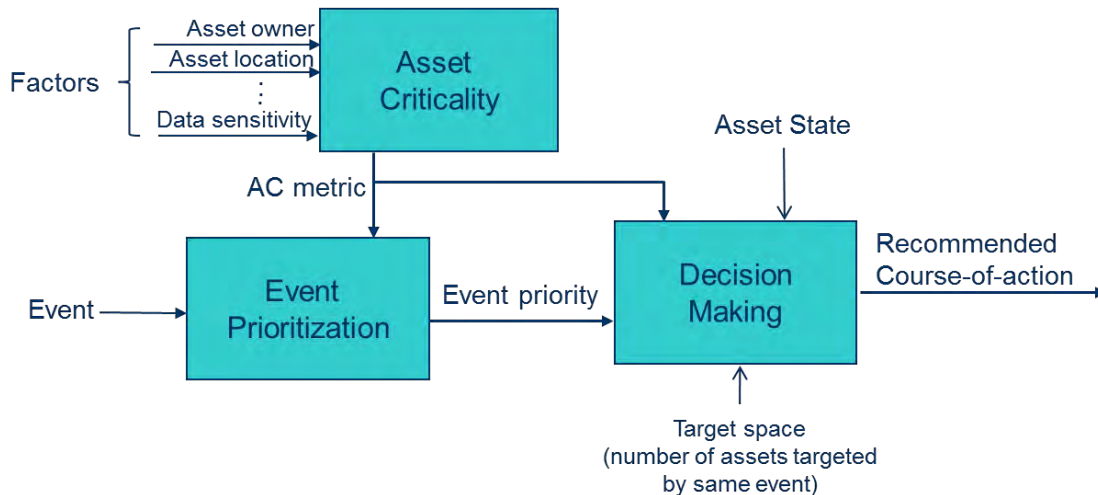 Asset owner
Asset location
Factors
Data sensitivity
Asset
Criticality
Asset State
AC metric
Event
Event
Prioritization
Event priority
Decision
Making
Recommended
Course-of-action
Target space
(number of assets targeted
by same event)